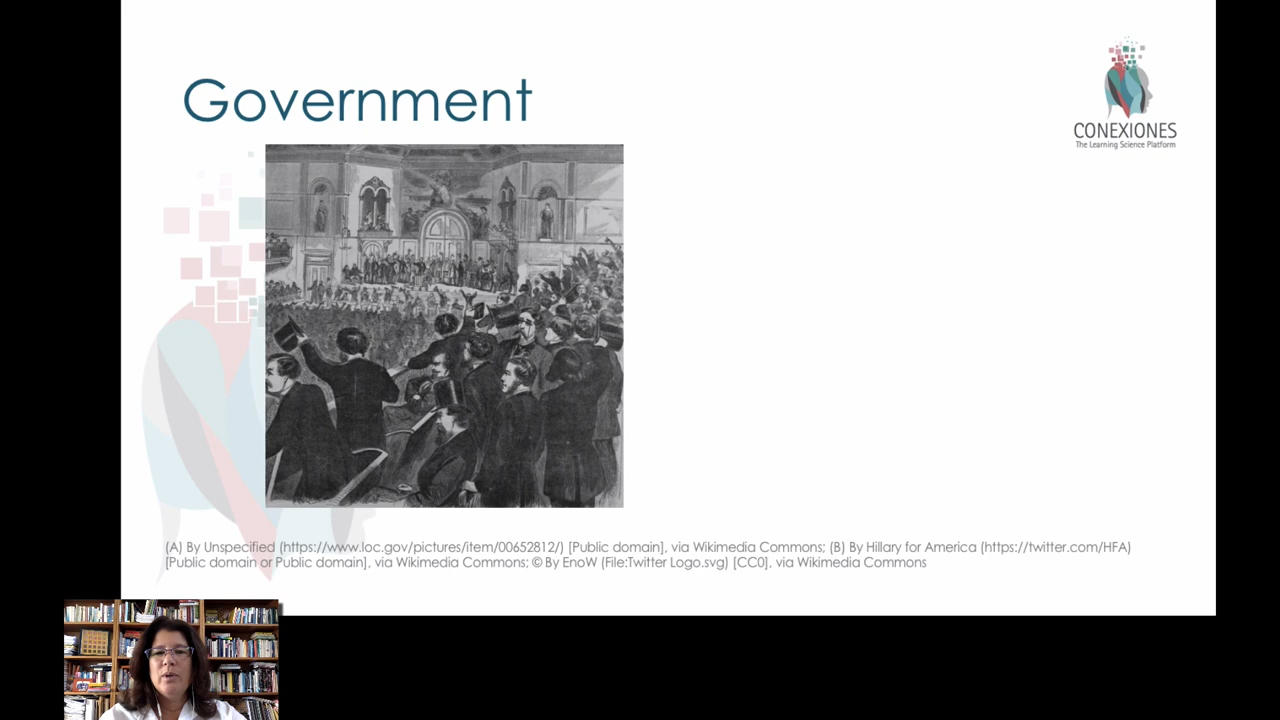 Government
CONEXIONES
The Learning Science Platform
(A) By Unspecified (https://www.loc.gov/pictures/item/00652812/) [Public domain], via Wikimedia Commons; (B) By Hillary for America (https://twitter.com/HFA)
[Public domain or Public domain], via Wikimedia Commons; © By EnoW (File:Twitter Logo.svg) [CC0], via Wikimedia Commons